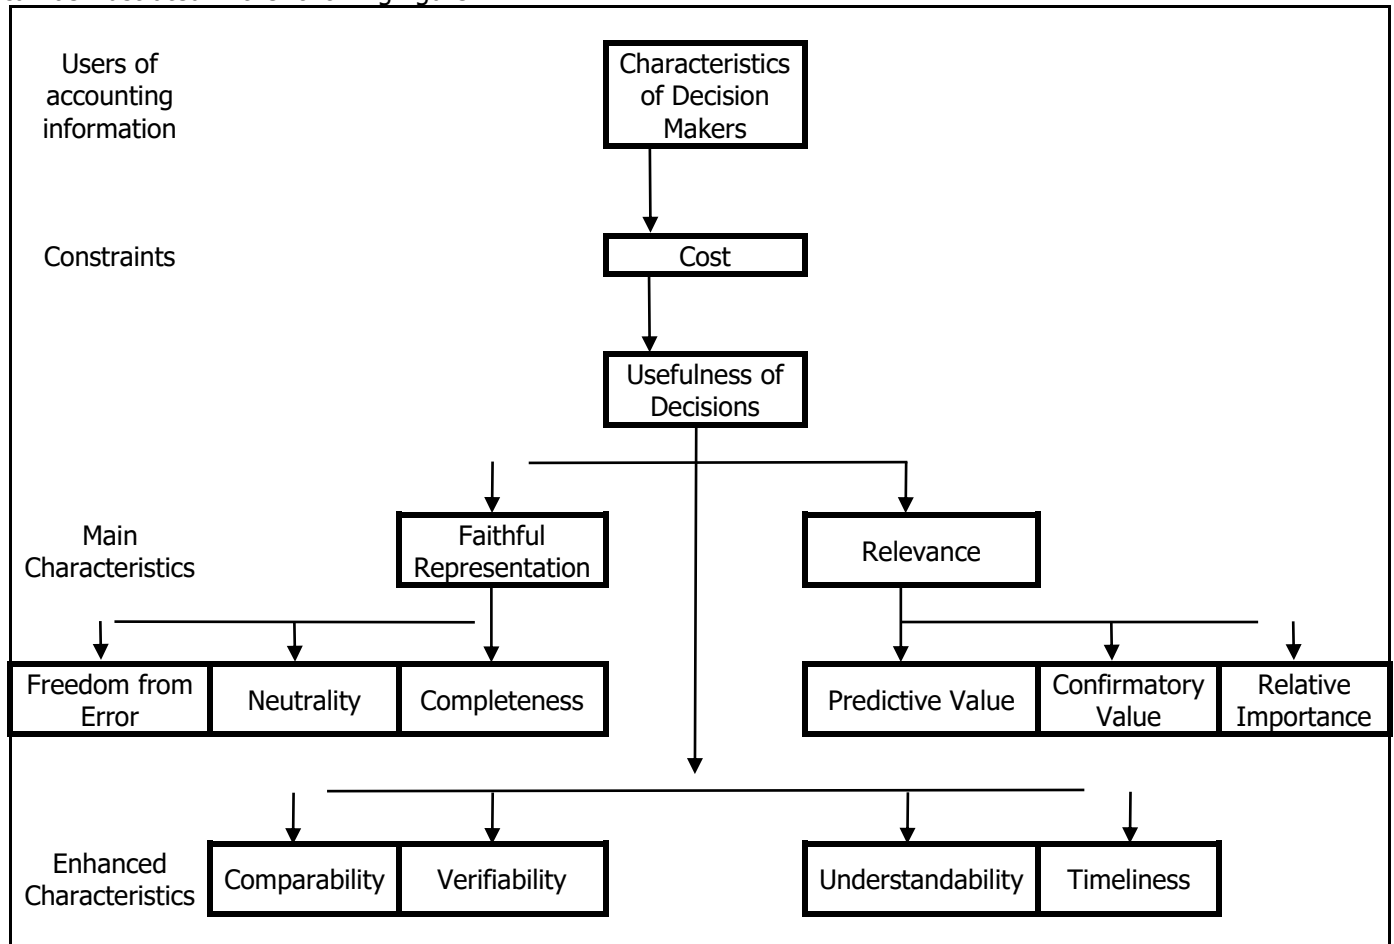 Users of
accounting
information
Characteristics
of Decision
Makers
Constraints
Cost
Usefulness of
Decisions
Main
Characteristics
Faithful
Representation
Relevance
Freedom from
Error
Neutrality
Completeness
Predictive Value
Confirmatory
Value
Relative
Importance
Enhanced
Characteristics
Comparability
Verifiability
Understandability
Timeliness